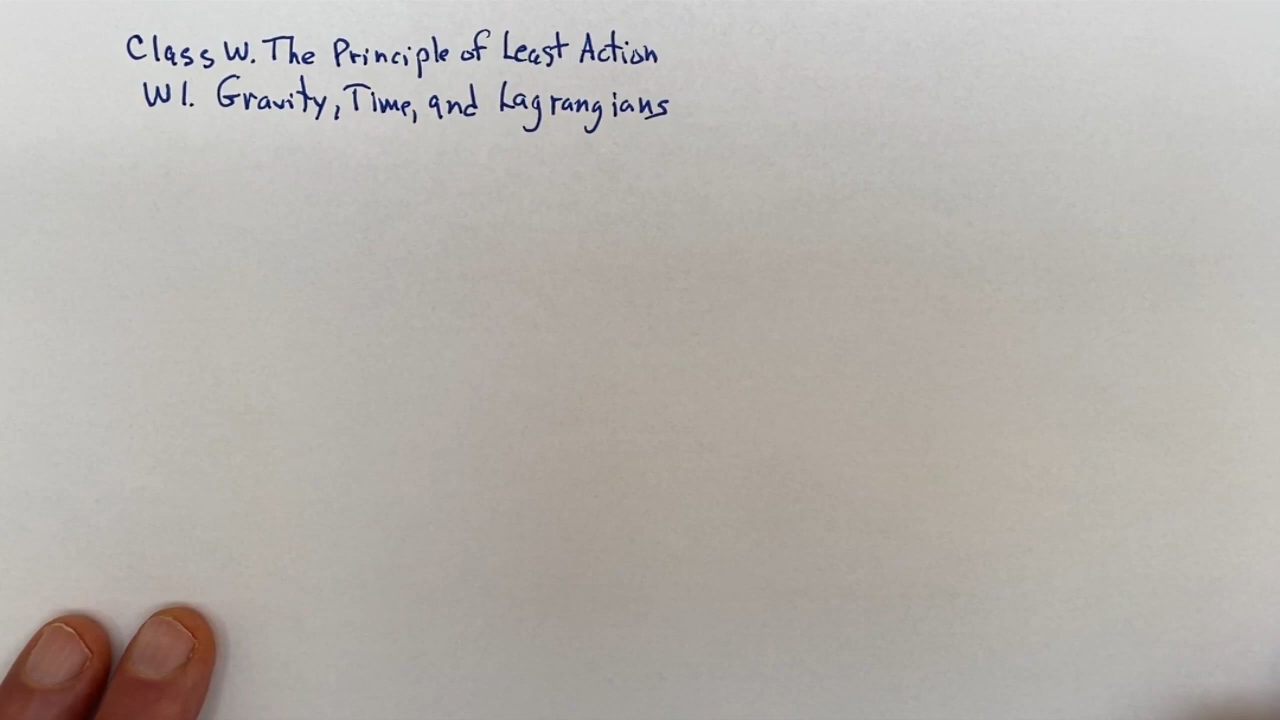 Class W. The Principle of Least Action
W1. Gravity, Time, and Lagrangians